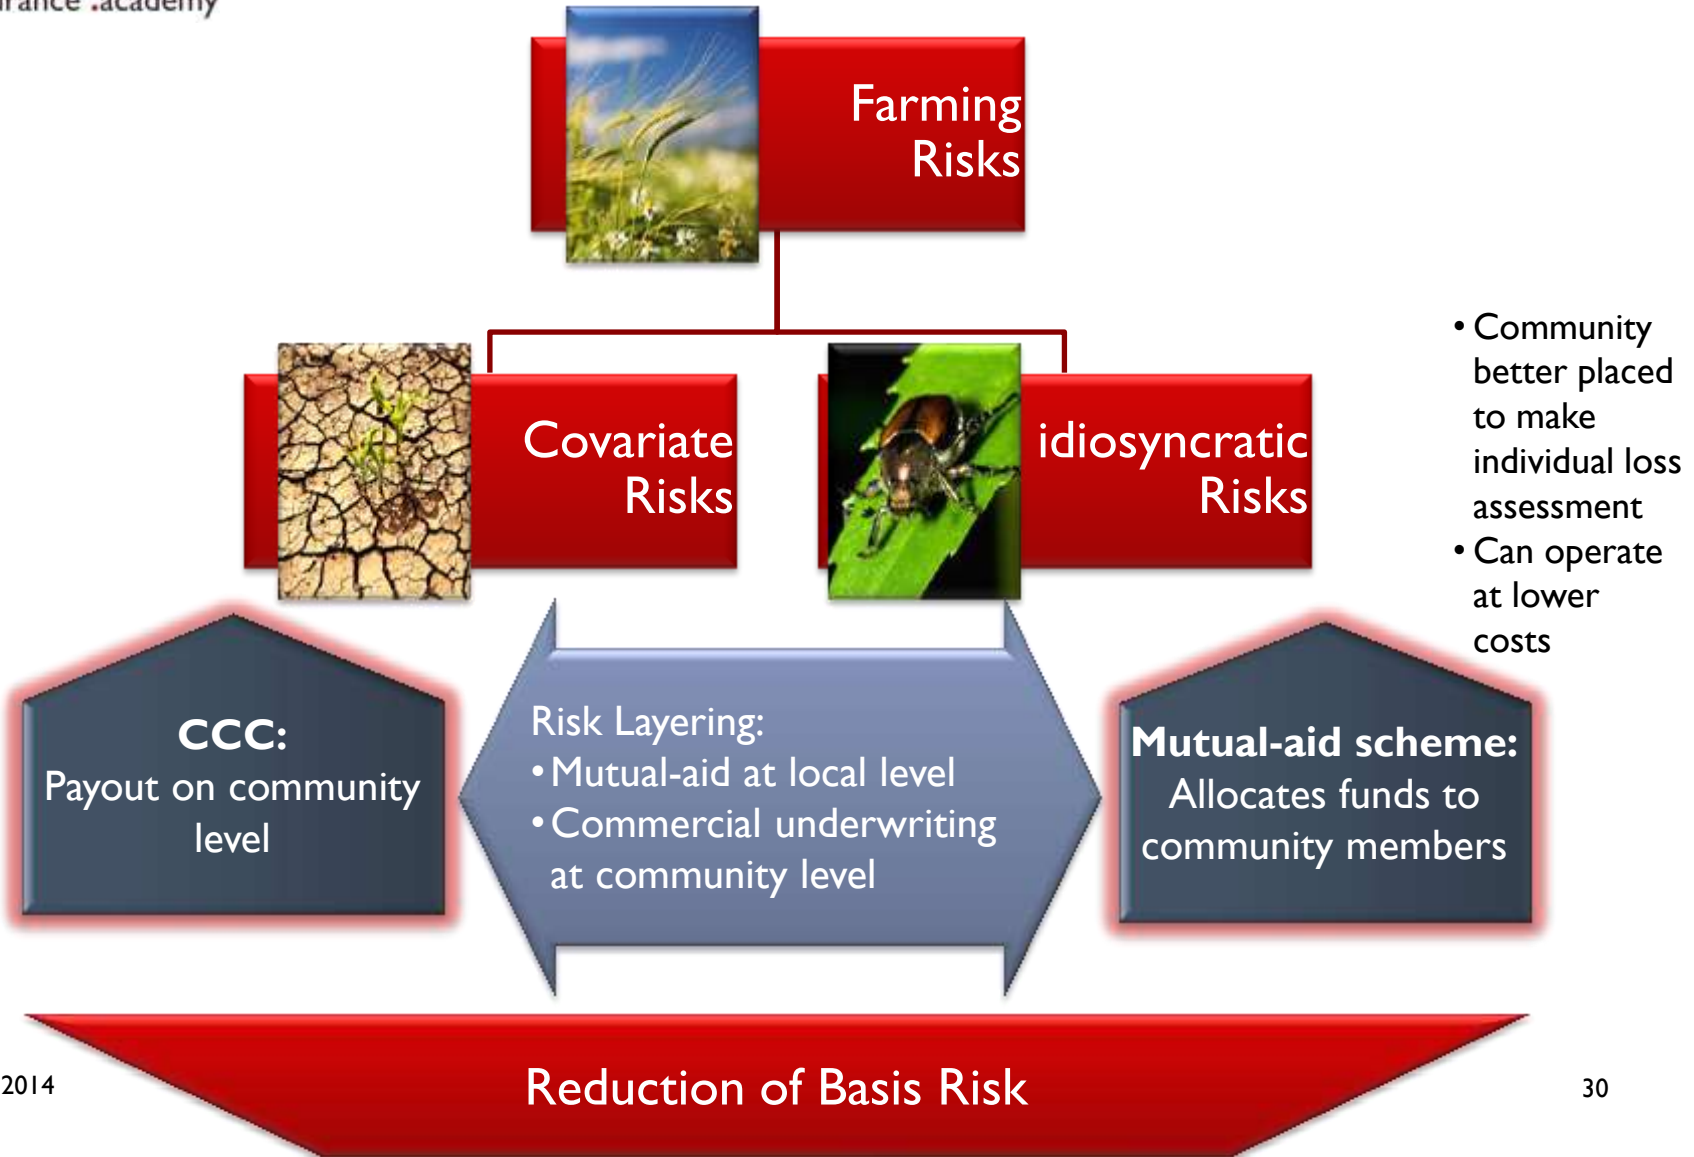 .academy
Farming
Risks
Covariate
Risks
idiosyncratic
Risks
• Community
better placed
to make
individual loss
assessment
• Can operate
at lower
costs
CCC:
Payout on community
level
Risk Layering:
• Mutual-aid at local level
• Commercial underwriting
at community level
Mutual-aid scheme:
Allocates funds to
community members
Reduction of Basis Risk
2014
30